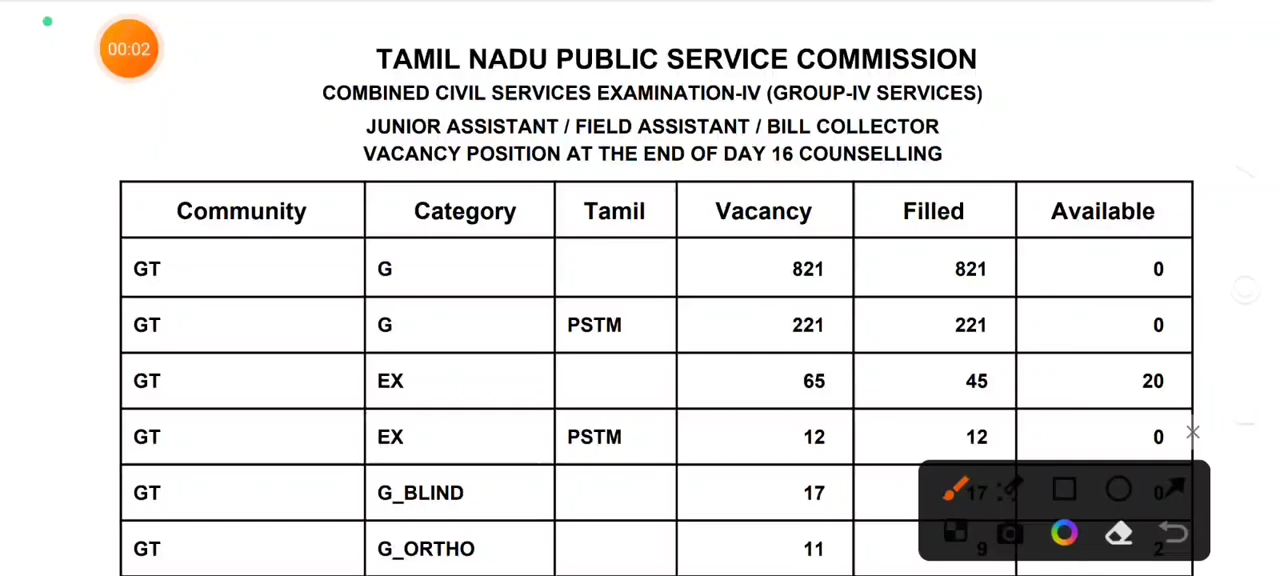 00:02
TAMIL NADU PUBLIC SERVICE COMMISSION
COMBINED CIVIL SERVICES EXAMINATION-IV (GROUP-IV SERVICES)
JUNIOR ASSISTANT / FIELD ASSISTANT / BILL COLLECTOR
VACANCY POSITION AT THE END OF DAY 16 COUNSELLING
Community Category Tamil Vacancy Filled Available
GT G 821 821 0
GT G PSTM 221 221 0
GT EX 65 45 20
GT EX PSTM 12 12 0
GT G_BLIND 17 17 0
GT G_ORTHO 11 9 2